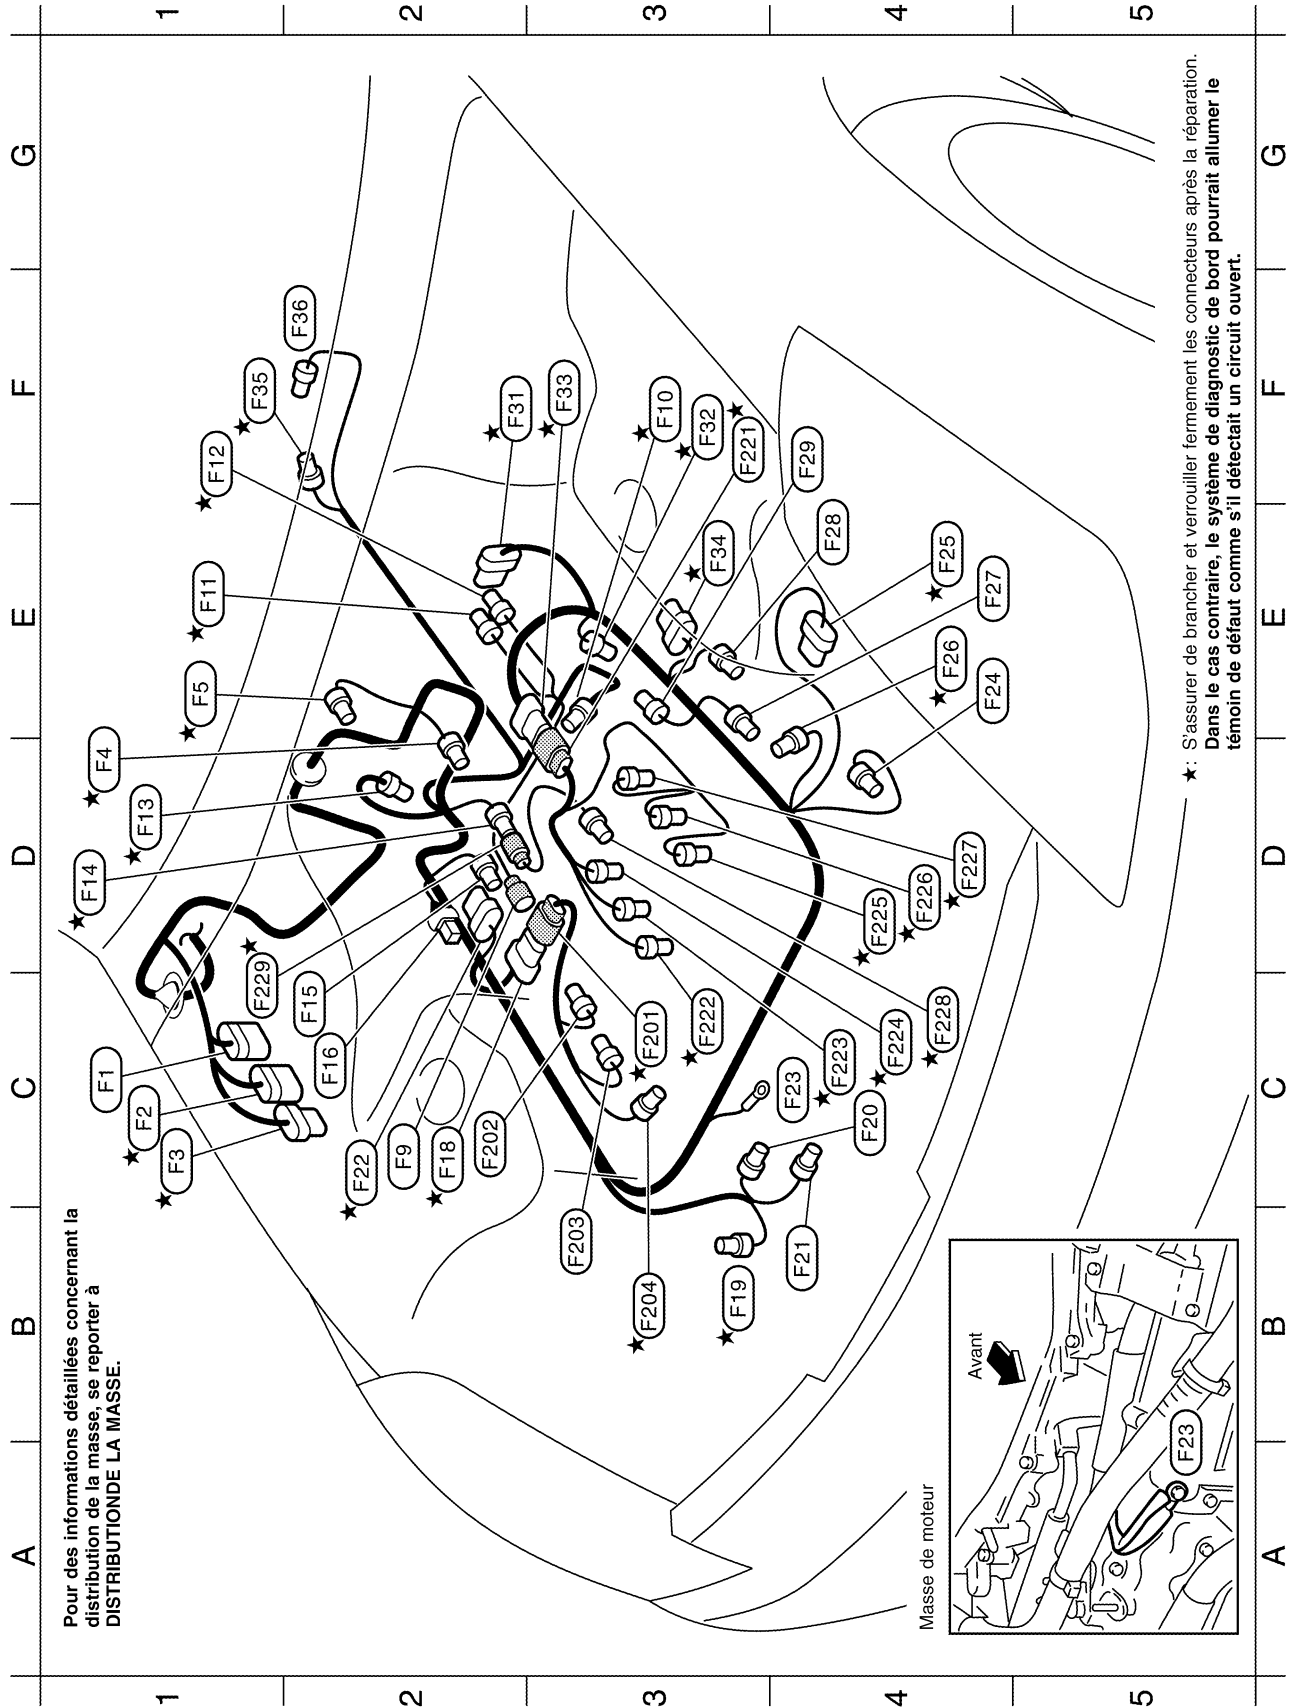 Pour des informations détaillées concernant la
distribution de la masse, se reporter à
DISTRIBUTIONDE LA MASSE.
A
B
C
D
E
F
G
1
2
3
4
5
★ F14
★ F4
★ F13
F1
★ F2
★ F3
★ F5
★ F11
★ F12
★ F35
F36
★ F229
F15
F16
★ F22
F9
★ F18
F202
F203
★ F204
★ F201
★ F222
★ F31
★ F33
★ F10
★ F32
★ F221
F29
★ F34
F28
★ F25
F27
★ F26
F24
★ F227
★ F226
★ F225
★ F228
★ F224
★ F223
F23
F20
F21
★ F19
Masse de moteur
Avant
F23
★: S'assurer de brancher et verrouiller fermement les connecteurs après la réparation.
Dans le cas contraire, le système de diagnostic de bord pourrait allumer le
témoin de défaut comme s'il détectait un circuit ouvert.
A
B
C
D
E
F
G
1
2
3
4
5